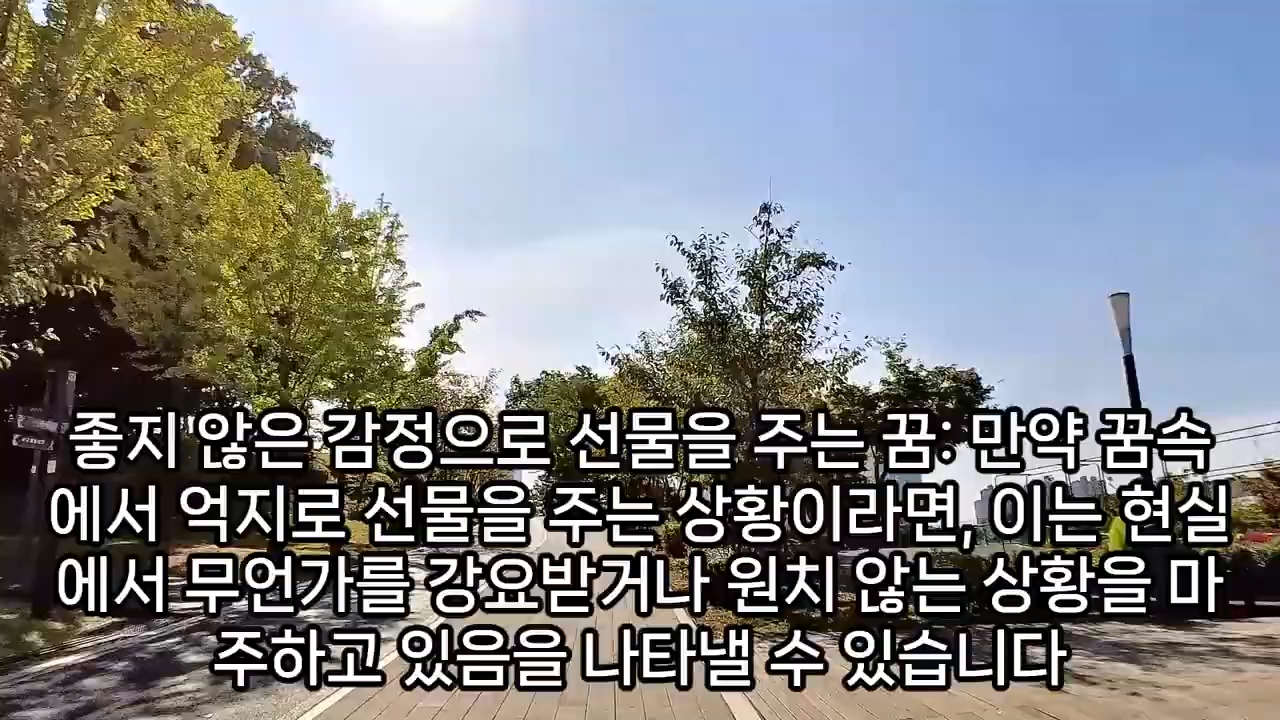 좋지 않은 감정으로 선물을 주는 꿈: 만약 꿈속
에서 억지로 선물을 주는 상황이라면, 이는 현실
에서 무언가를 강요받거나 원치 않는 상황을 마
주하고 있음을 나타낼 수 있습니다